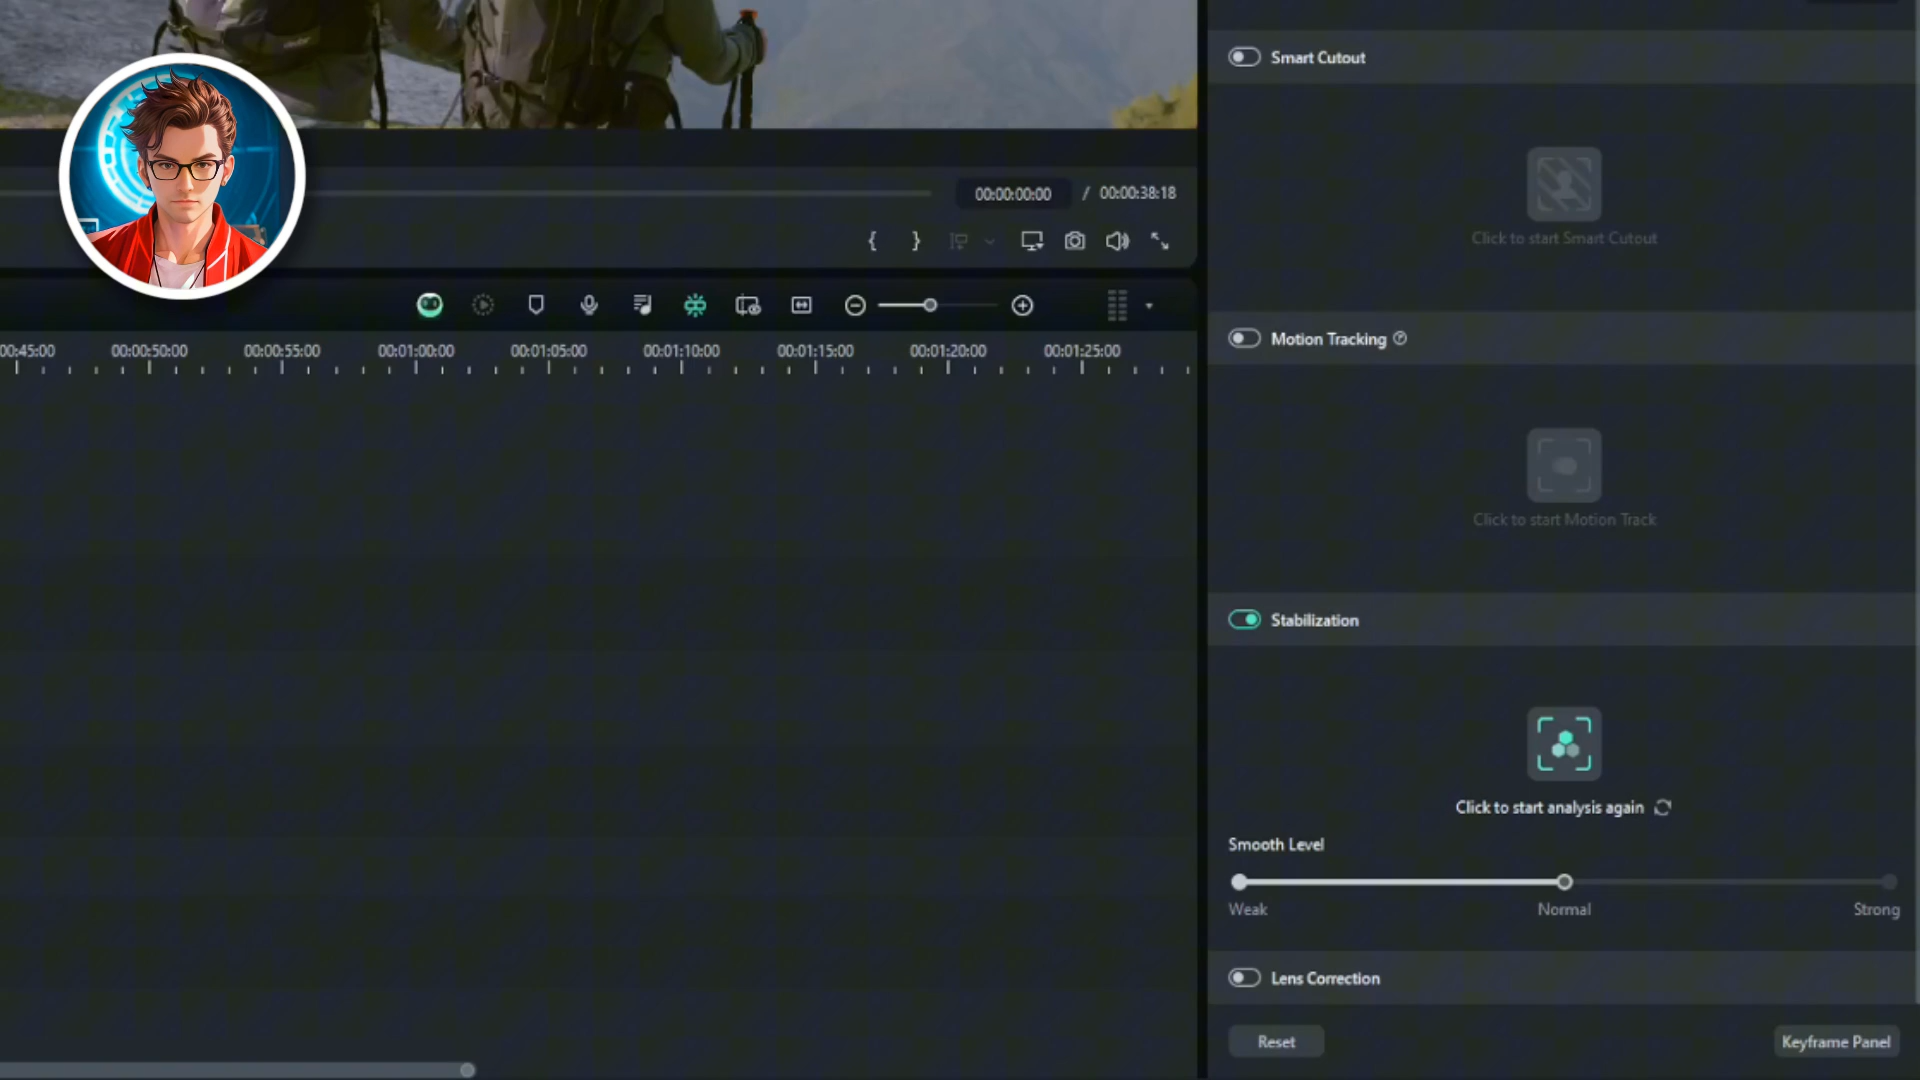 Smart Cutout
Click to start Smart Cutout
00:00:00:00 / 00:00:38:18
{ }
00:45:00 00:00:50:00 00:00:55:00 00:01:00:00 00:01:05:00 00:01:10:00 00:01:15:00 00:01:20:00 00:01:25:00
Motion Tracking
Click to start Motion Track
Stabilization
Click to start analysis again
Smooth Level
Weak Normal Strong
Lens Correction
Reset Keyframe Panel